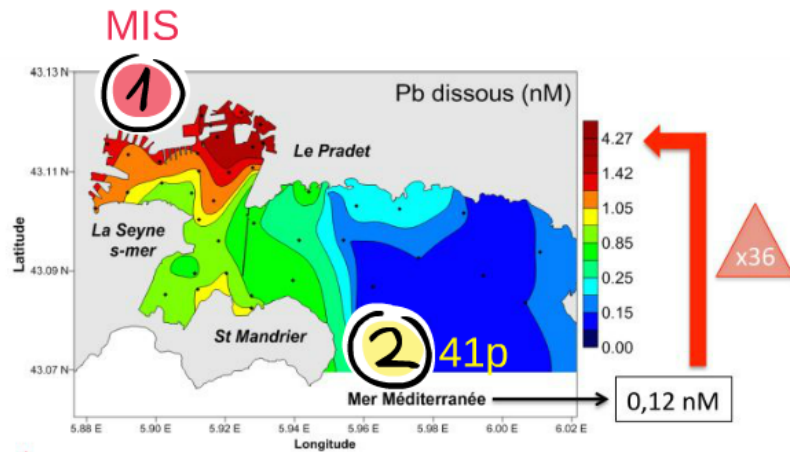 MIS
1
Pb dissous (nM)
43.13 N
43.11 N
43.09 N
43.07 N
Latitude
Le Pradet
La Seyne
s-mer
St Mandrier
2
41p
4.27
1.42
1.05
0.85
0.25
0.15
0.00
x36
Mer Méditerranée
0,12 nM
5.88 E
5.90 E
5.92 E
5.94 E
5.96 E
5.98 E
6.00 E
6.02 E
Longitude